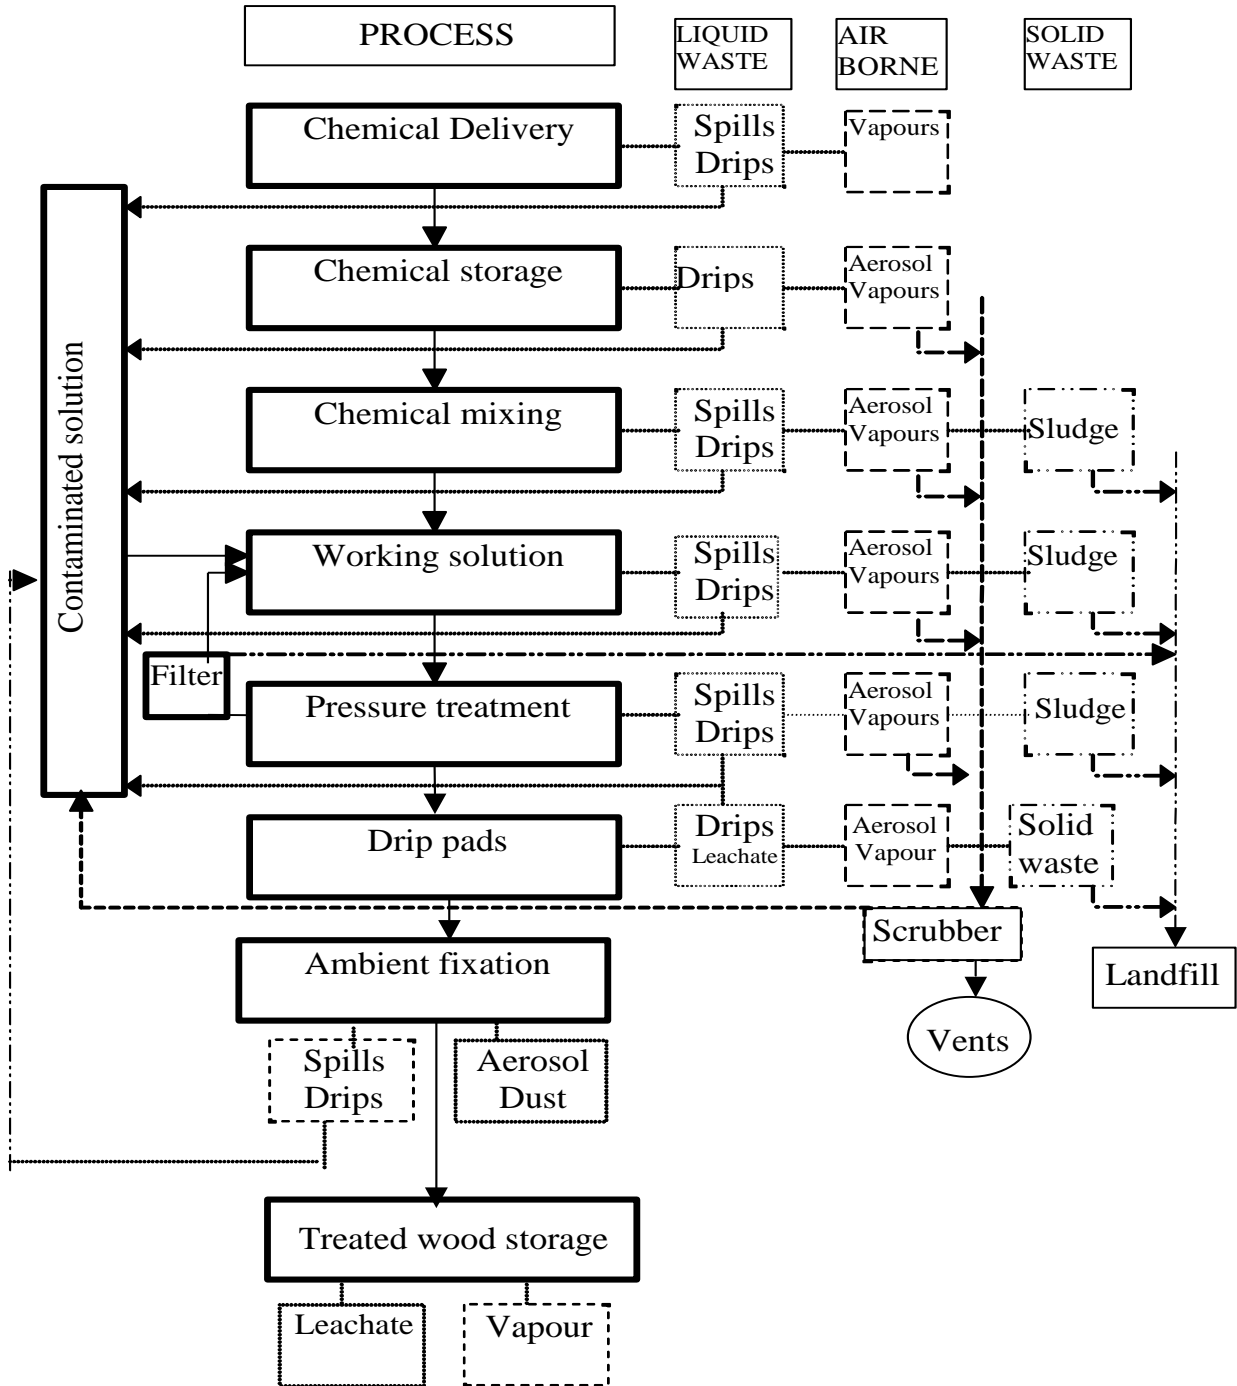 PROCESS
LIQUID
WASTE
AIR
BORNE
SOLID
WASTE
Chemical Delivery
Spills
Drips
Vapours
Chemical storage
Drips
Aerosol
Vapours
Chemical mixing
Spills
Drips
Aerosol
Vapours
Sludge
Contaminated solution
Working solution
Spills
Drips
Aerosol
Vapours
Sludge
Filter
Pressure treatment
Spills
Drips
Aerosol
Vapours
Sludge
Drip pads
Drips
Leachate
Aerosol
Vapour
Solid
waste
Scrubber
Ambient fixation
Landfill
Vents
Spills
Drips
Aerosol
Dust
Treated wood storage
Leachate
Vapour